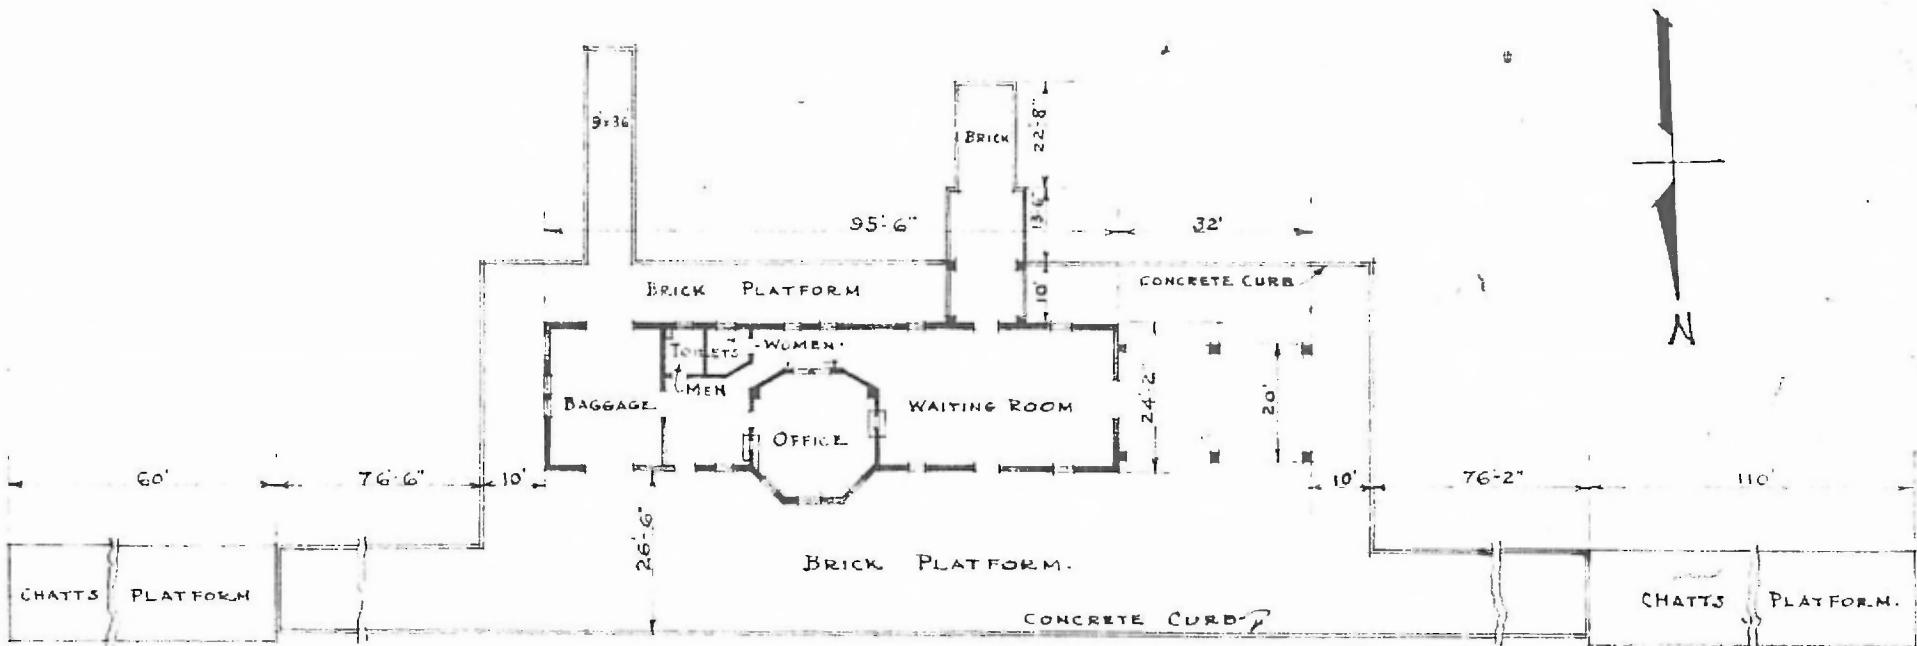 9x36
BRICK
22'-8"
13'-6"
95'-6"
32'
BRICK PLATFORM
10'
CONCRETE CURB
N
TOILETS
WOMEN
MEN
BAGGAGE
OFFICE
WAITING ROOM
24'-2"
20'
60'
76'-6"
10'
26'-6"
10'
76'-2"
110'
BRICK PLATFORM.
CHATTS PLATFORM
CHATTS PLATFORM.
CONCRETE CURB